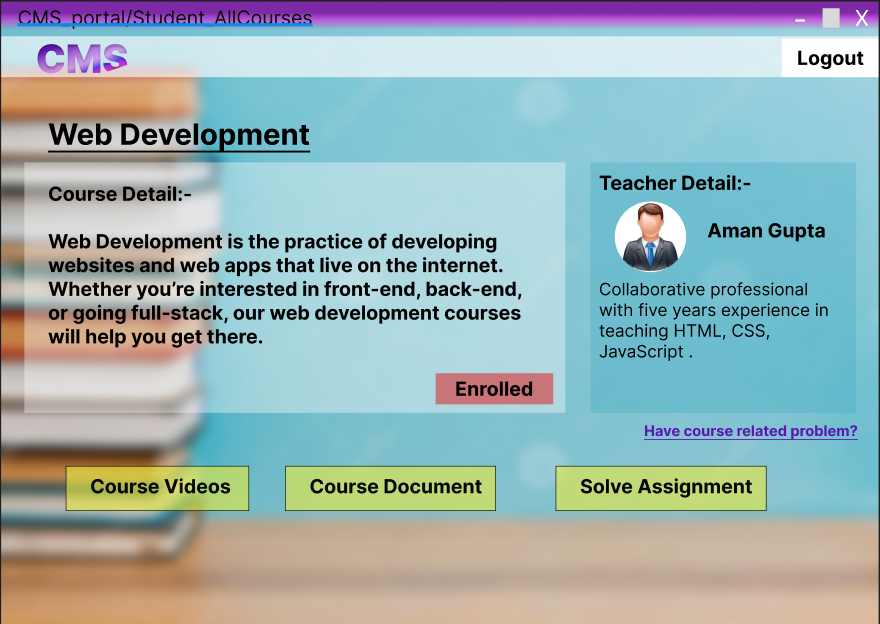 CMS_portal/Student_AllCourses
X
CMS
Logout
Web Development
Course Detail:-
Web Development is the practice of developing
websites and web apps that live on the internet.
Whether you’re interested in front-end, back-end,
or going full-stack, our web development courses
will help you get there.
Enrolled
Teacher Detail:-
Aman Gupta
Collaborative professional
with five years experience in
teaching HTML, CSS,
JavaScript .
Have course related problem?
Course Videos
Course Document
Solve Assignment